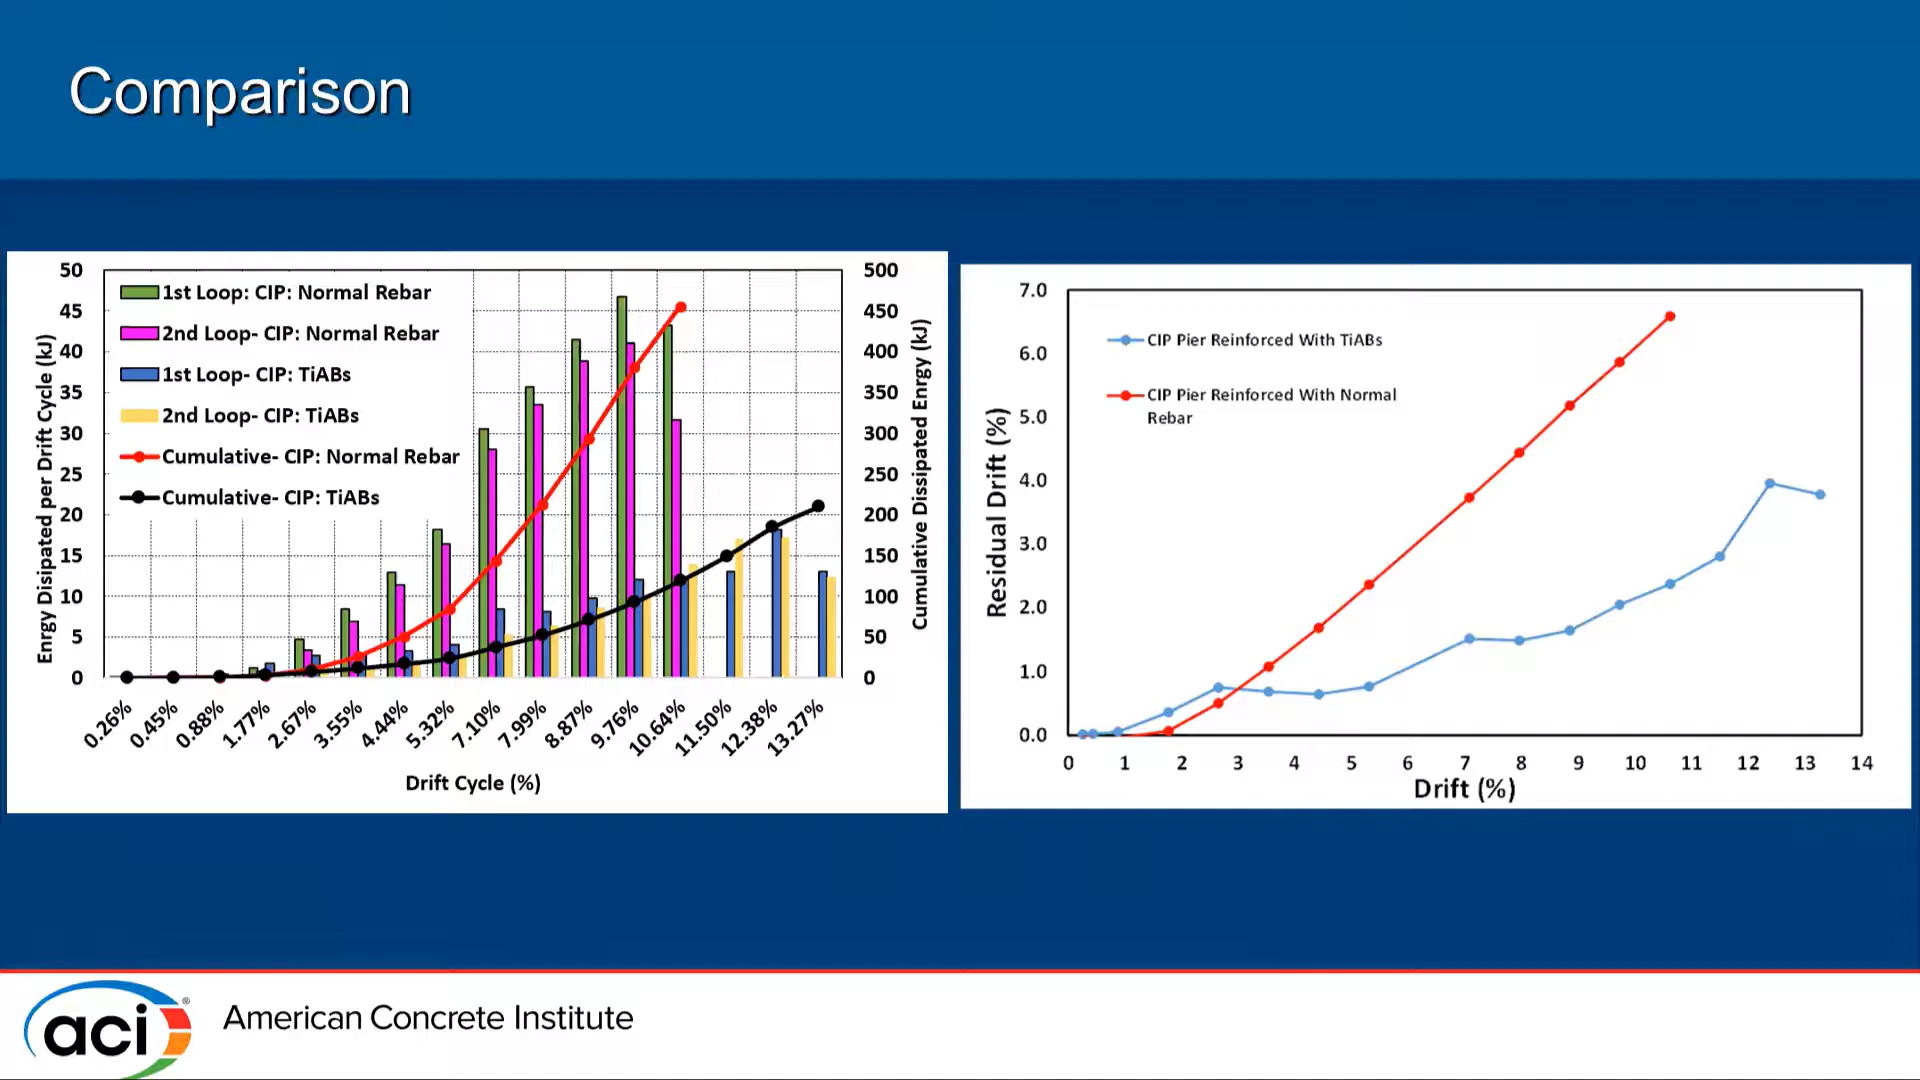 Comparison
50
45
40
35
30
25
20
15
10
5
0
Enrgy Disipated per Drift Cycle (kJ)
1st Loop: CIP: Normal Rebar
2nd Loop- CIP: Normal Rebar
1st Loop- CIP: TiABs
2nd Loop- CIP: TiABs
Cumulative- CIP: Normal Rebar
Cumulative- CIP: TiABs
500
450
400
350
300
250
200
150
100
50
0
Cumulative Dissipated Enrgy (kJ)
0.26%
0.45%
0.88%
1.77%
2.67%
3.55%
4.44%
5.32%
7.10%
7.99%
8.87%
9.76%
10.64%
11.50%
12.38%
13.27%
Drift Cycle (%)
7.0
6.0
5.0
4.0
3.0
2.0
1.0
0.0
Residual Drift (%)
CIP Pier Reinforced With TiABs
CIP Pier Reinforced With Normal
Rebar
0 1 2 3 4 5 6 7 8 9 10 11 12 13 14
Drift (%)
aci®
American Concrete Institute